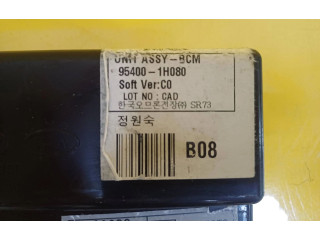 UNIT ASSY-BCM
95400-1H080
Soft Ver:C0
LOT NO : CAD
한국오므론전장㈜ SR73
정원숙
B08